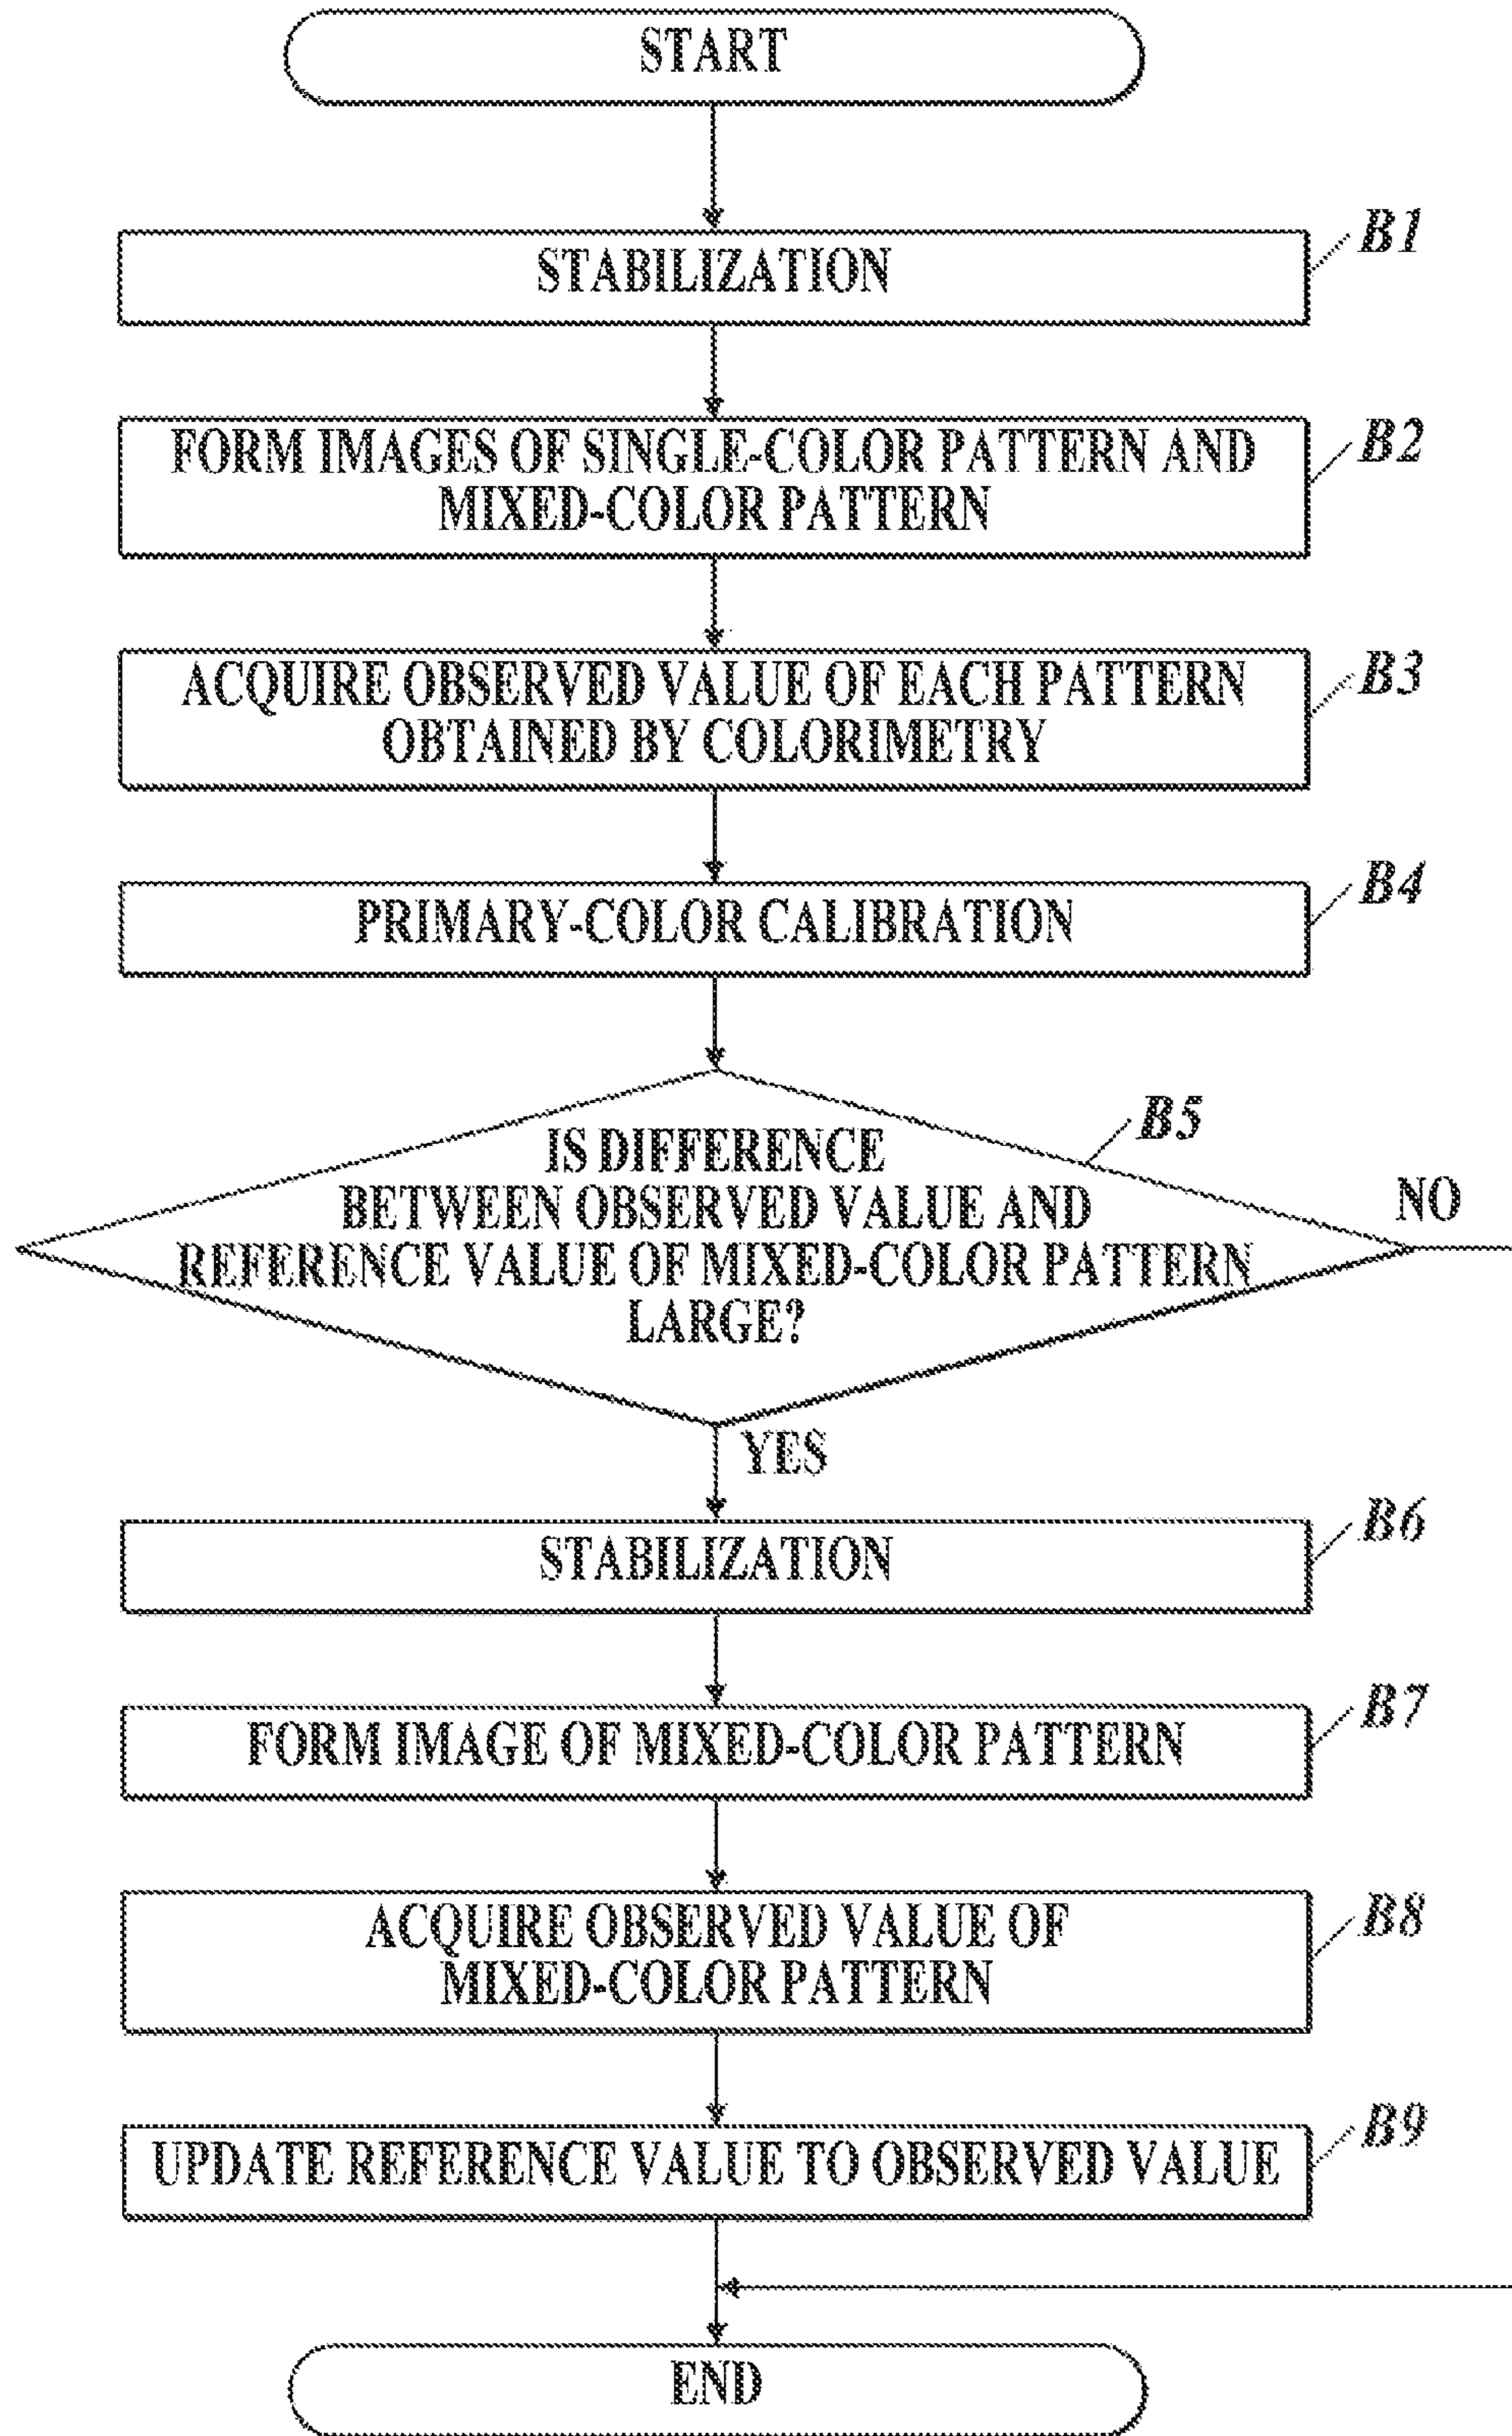 START
B1
STABILIZATION
B2
FORM IMAGES OF SINGLE-COLOR PATTERN AND
MIXED-COLOR PATTERN
B3
ACQUIRE OBSERVED VALUE OF EACH PATTERN
OBTAINED BY COLORIMETRY
B4
PRIMARY-COLOR CALIBRATION
B5
IS DIFFERENCE
BETWEEN OBSERVED VALUE AND
REFERENCE VALUE OF MIXED-COLOR PATTERN
LARGE?
NO
YES
B6
STABILIZATION
B7
FORM IMAGE OF MIXED-COLOR PATTERN
B8
ACQUIRE OBSERVED VALUE OF
MIXED-COLOR PATTERN
B9
UPDATE REFERENCE VALUE TO OBSERVED VALUE
END